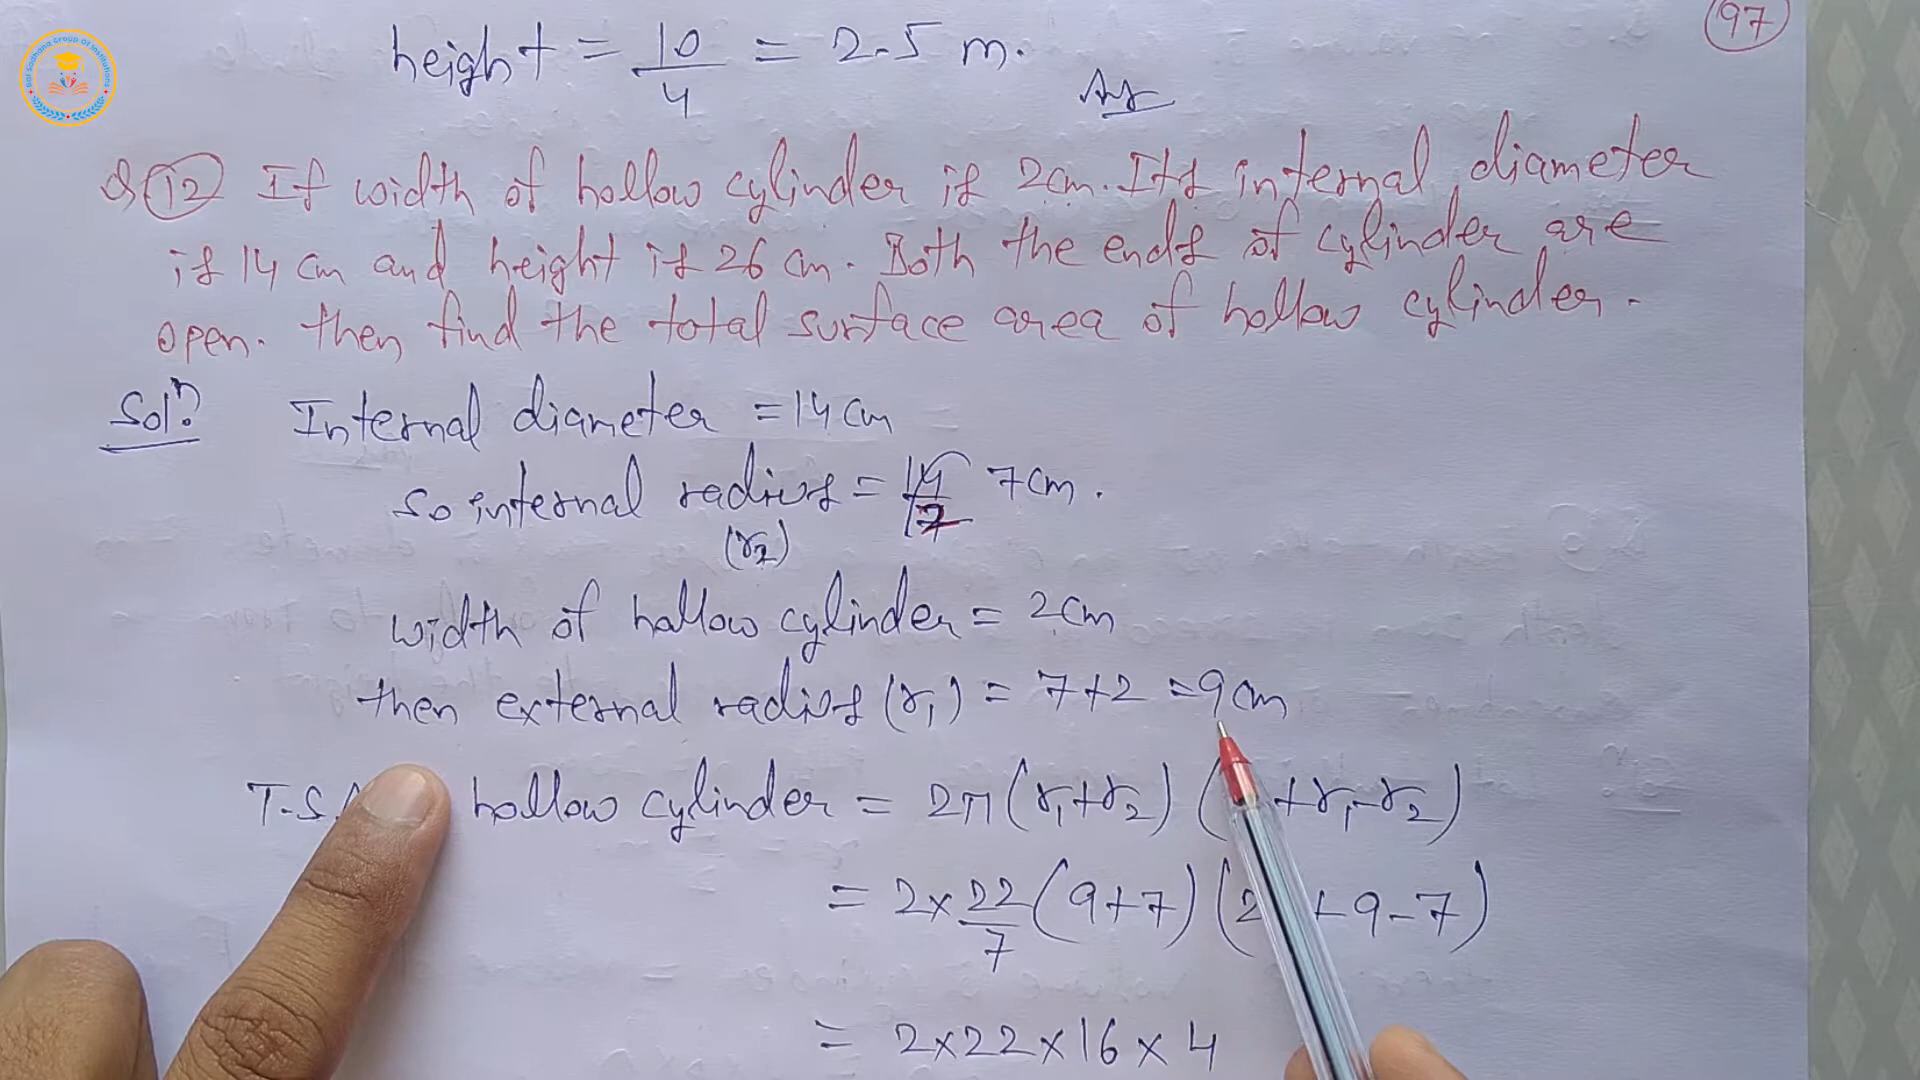 97
height = 10/4 = 2.5 m. Ans
Q 12 If width of hollow cylinder is 2cm. Its internal diameter
is 14 cm and height is 26 cm. Both the ends of cylinder are
open. then find the total surface area of hollow cylinder.
Soln: Internal diameter = 14 cm
so internal radius = 14/2 7cm.
(r₂)
width of hollow cylinder = 2cm
then external radius (r₁) = 7+2 = 9cm
T.S. hollow cylinder = 2π(r₁+r₂)( +r₁-r₂)
= 2×22/7 (9+7)(2 +9-7)
= 2×22×16×4